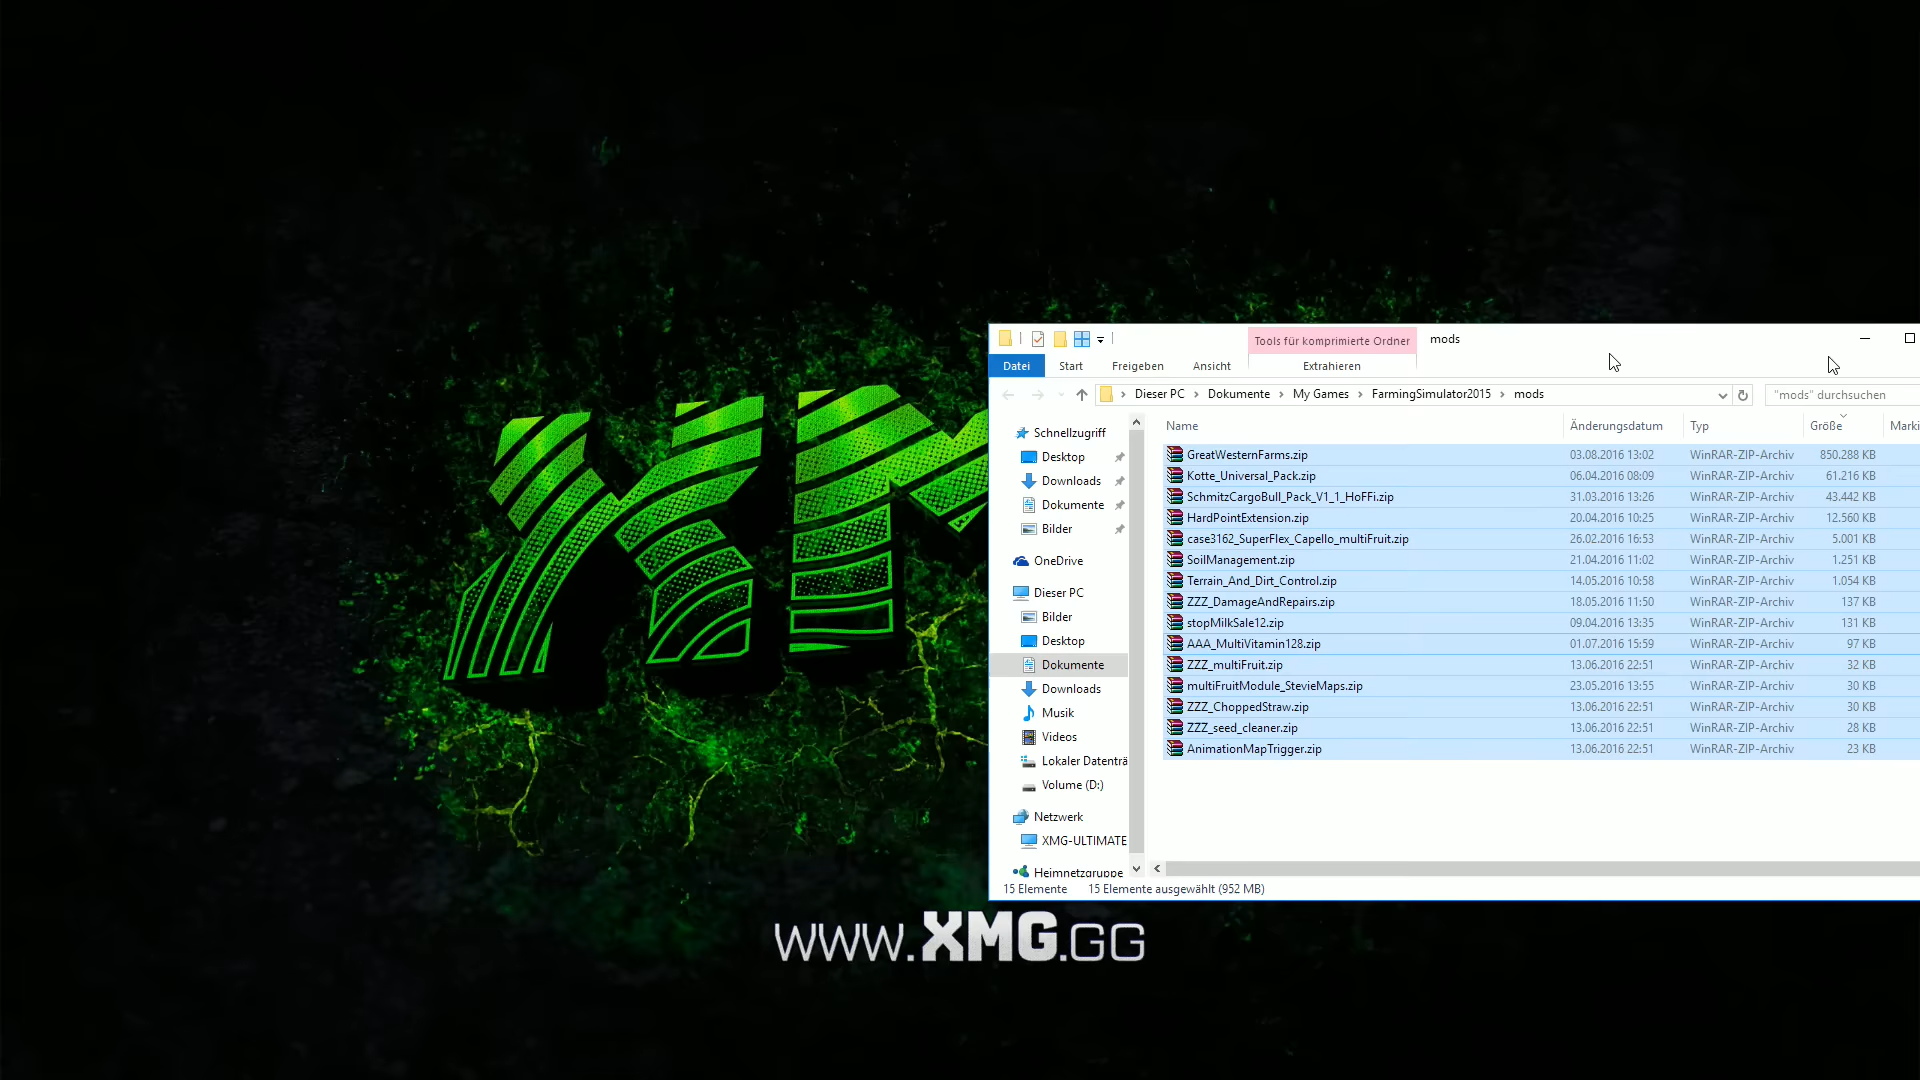 Tools für komprimierte Ordner mods
Datei Start Freigeben Ansicht Extrahieren
Dieser PC Dokumente My Games FarmingSimulator2015 mods "mods" durchsuchen
Schnellzugriff
Desktop
Downloads
Dokumente
Bilder
OneDrive
Dieser PC
Bilder
Desktop
Dokumente
Downloads
Musik
Videos
Lokaler Datenträ
Volume (D:)
Netzwerk
XMG-ULTIMATE
Heimnetzgruppe
Name Änderungsdatum Typ Größe Marki
GreatWesternFarms.zip 03.08.2016 13:02 WinRAR-ZIP-Archiv 850.288 KB
Kotte_Universal_Pack.zip 06.04.2016 08:09 WinRAR-ZIP-Archiv 61.216 KB
SchmitzCargoBull_Pack_V1_1_HoFFi.zip 31.03.2016 13:26 WinRAR-ZIP-Archiv 43.442 KB
HardPointExtension.zip 20.04.2016 10:25 WinRAR-ZIP-Archiv 12.560 KB
case3162_SuperFlex_Capello_multiFruit.zip 26.02.2016 16:53 WinRAR-ZIP-Archiv 5.001 KB
SoilManagement.zip 21.04.2016 11:02 WinRAR-ZIP-Archiv 1.251 KB
Terrain_And_Dirt_Control.zip 14.05.2016 10:58 WinRAR-ZIP-Archiv 1.054 KB
ZZZ_DamageAndRepairs.zip 18.05.2016 11:50 WinRAR-ZIP-Archiv 137 KB
stopMilkSale12.zip 09.04.2016 13:35 WinRAR-ZIP-Archiv 131 KB
AAA_MultiVitamin128.zip 01.07.2016 15:59 WinRAR-ZIP-Archiv 97 KB
ZZZ_multiFruit.zip 13.06.2016 22:51 WinRAR-ZIP-Archiv 32 KB
multiFruitModule_StevieMaps.zip 23.05.2016 13:55 WinRAR-ZIP-Archiv 30 KB
ZZZ_ChoppedStraw.zip 13.06.2016 22:51 WinRAR-ZIP-Archiv 30 KB
ZZZ_seed_cleaner.zip 13.06.2016 22:51 WinRAR-ZIP-Archiv 28 KB
AnimationMapTrigger.zip 13.06.2016 22:51 WinRAR-ZIP-Archiv 23 KB
15 Elemente 15 Elemente ausgewählt (952 MB)
WWW.XMG.GG